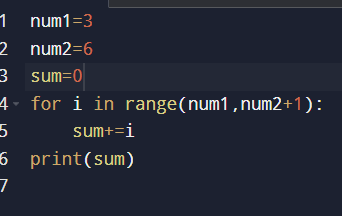 1 num1=3
2 num2=6
3 sum=0
4 for i in range(num1,num2+1):
5     sum+=i
6 print(sum)
7